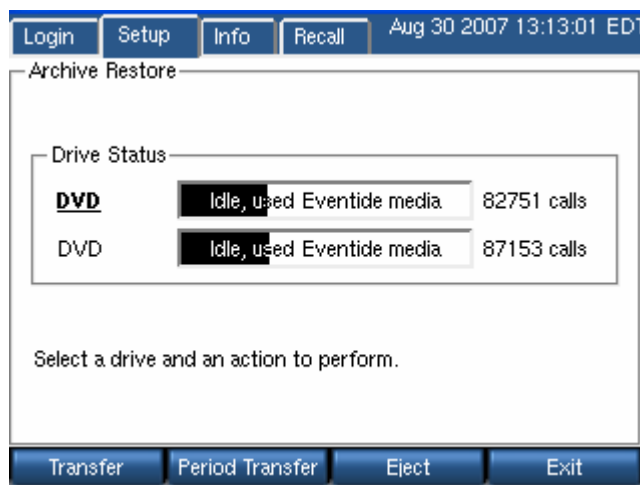 Login Setup Info Recall Aug 30 2007 13:13:01 EDT
Archive Restore
Drive Status
DVD Idle, used Eventide media 82751 calls
DVD Idle, used Eventide media 87153 calls
Select a drive and an action to perform.
Transfer Period Transfer Eject Exit